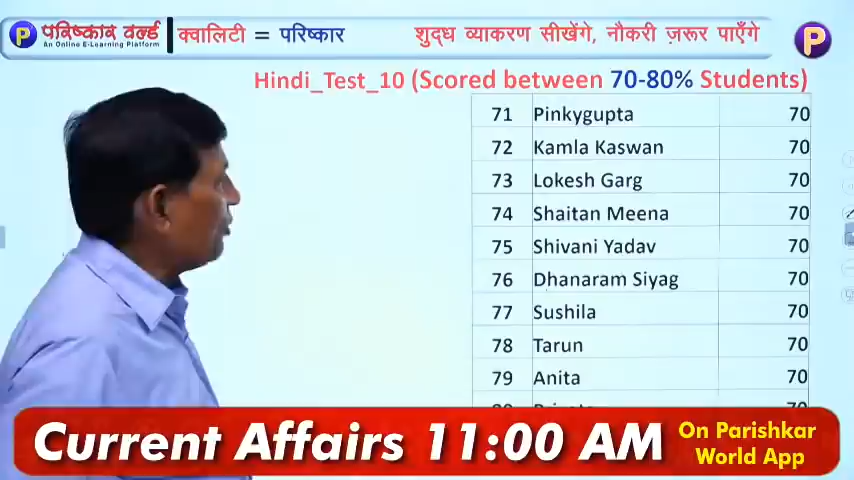 परिष्कार वर्ल्ड
An Online E-Learning Platform
क्वालिटी = परिष्कार
शुद्ध व्याकरण सीखेंगे, नौकरी ज़रूर पाएँगे
P
P
Hindi_Test_10 (Scored between 70-80% Students)
71 Pinkygupta 70
72 Kamla Kaswan 70
73 Lokesh Garg 70
74 Shaitan Meena 70
75 Shivani Yadav 70
76 Dhanaram Siyag 70
77 Sushila 70
78 Tarun 70
79 Anita 70
Current Affairs 11:00 AM
On Parishkar
World App